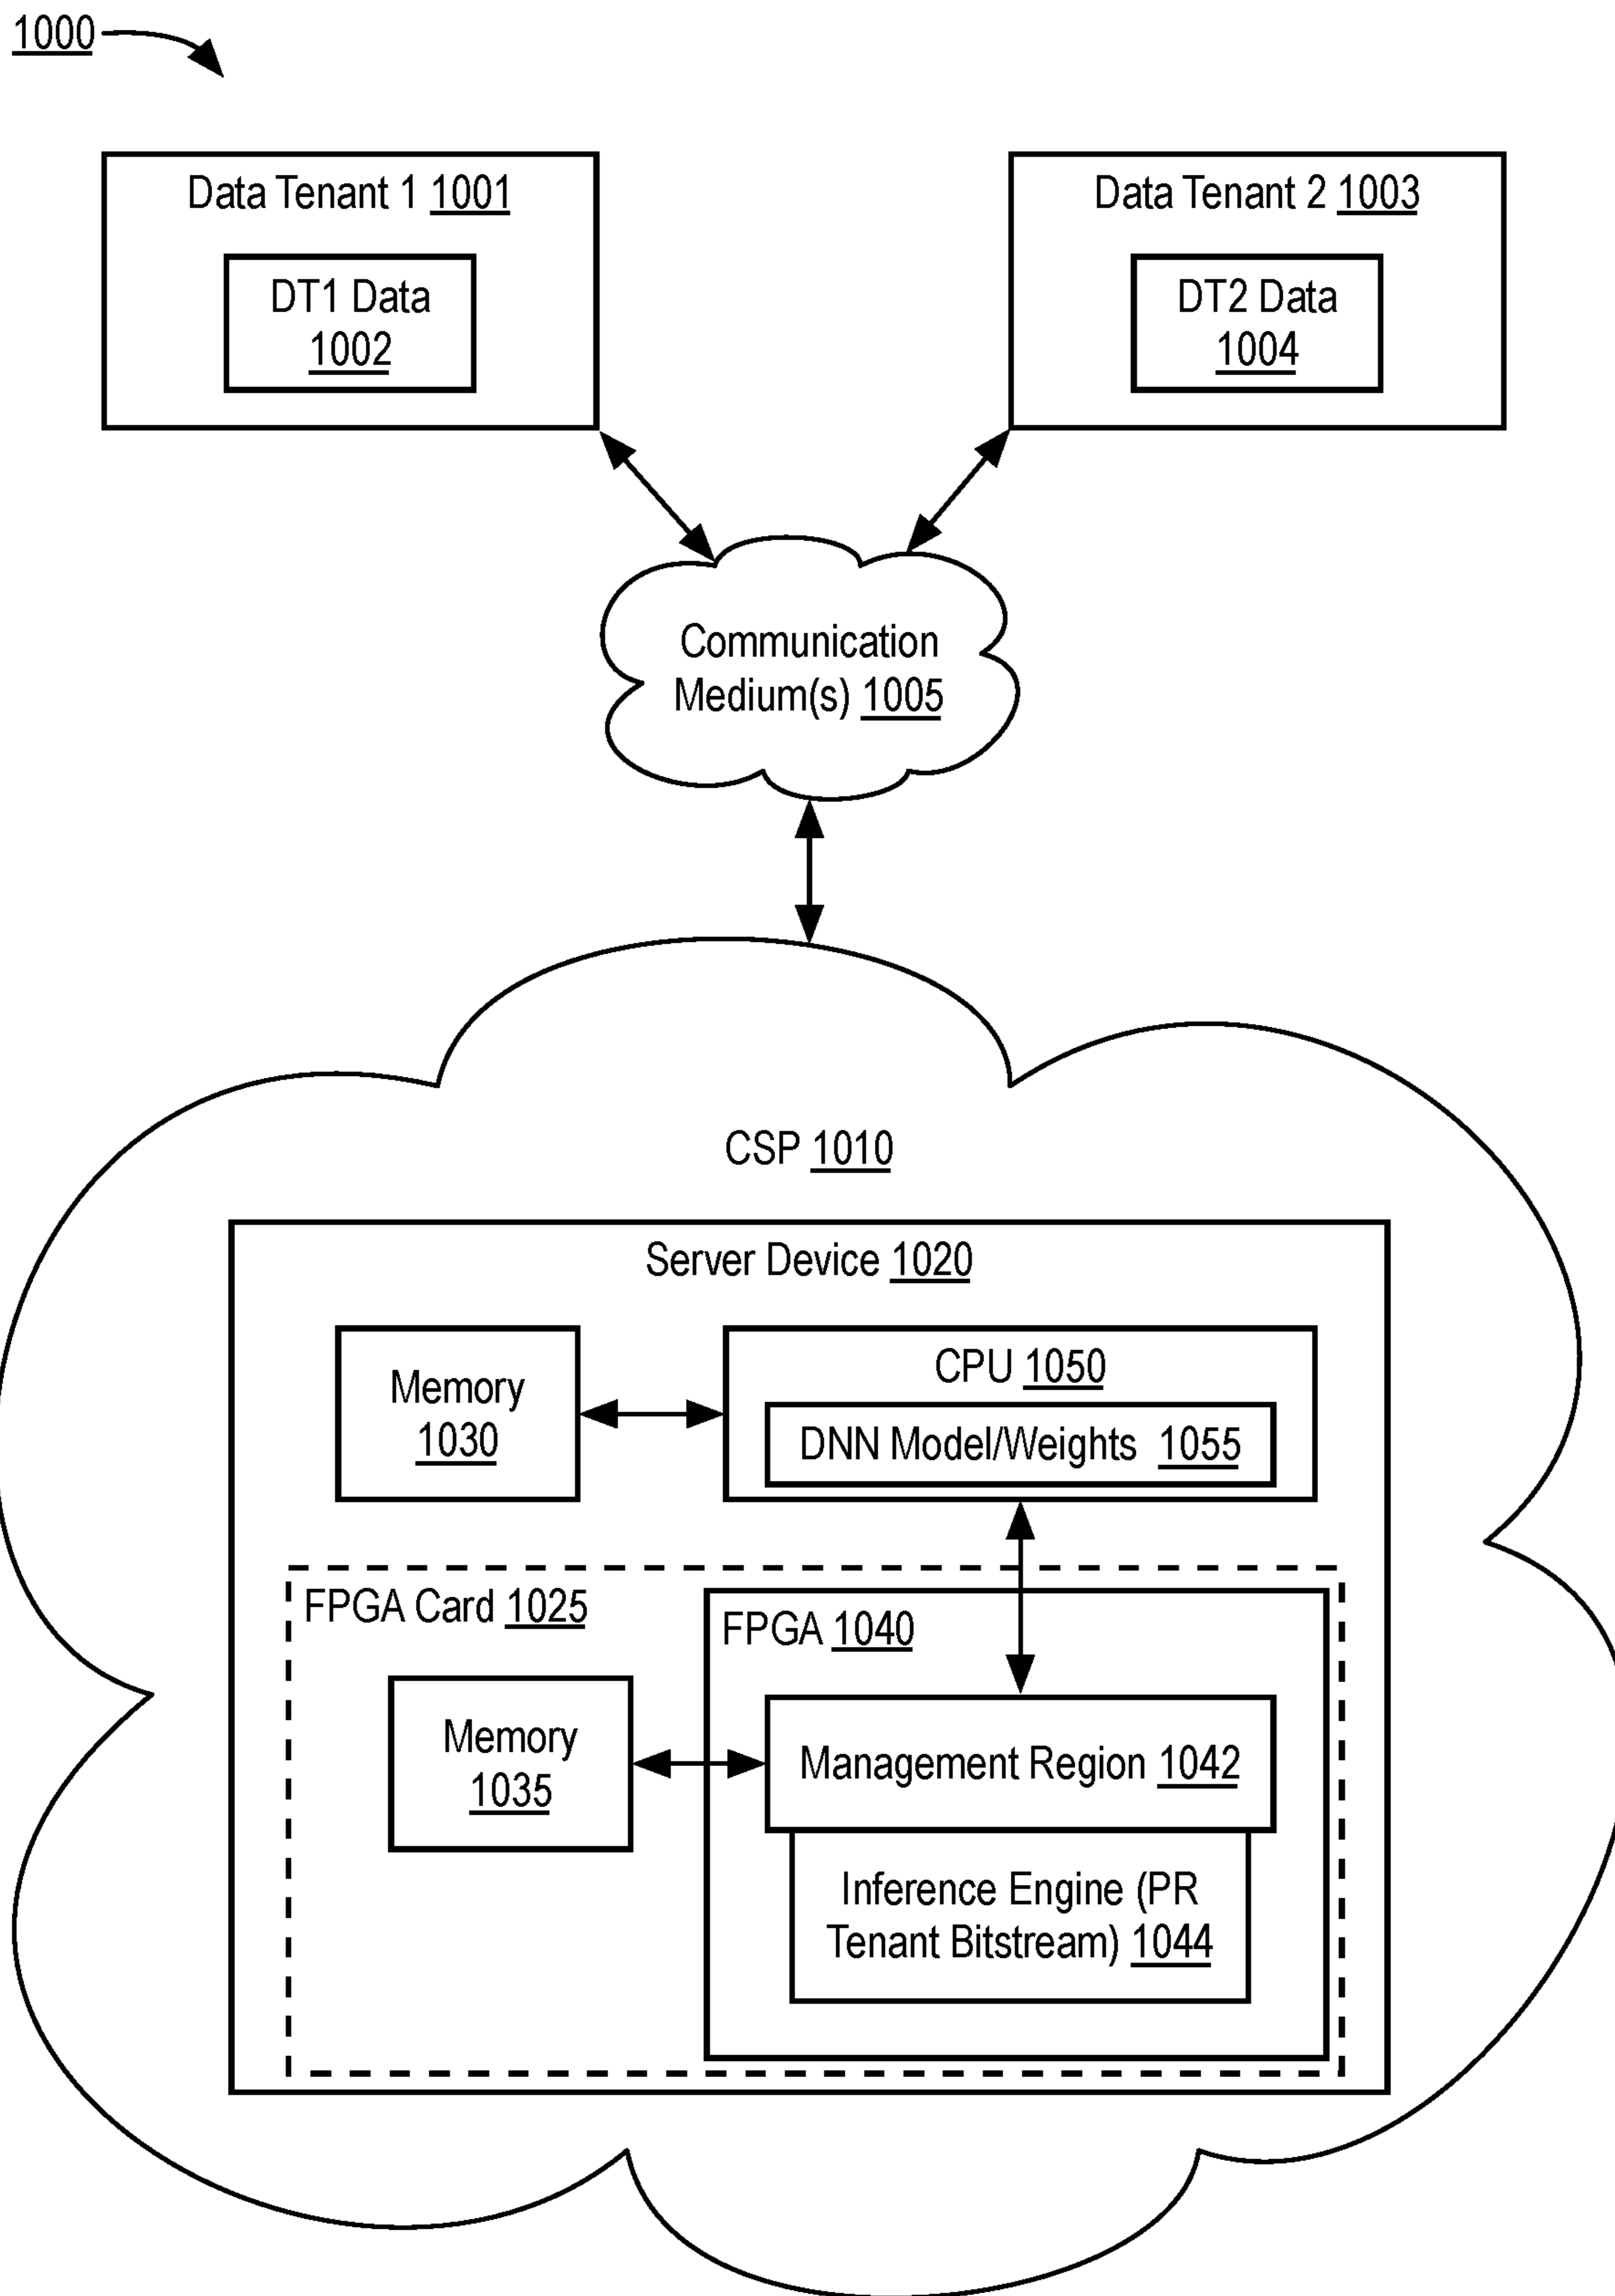 1000
Data Tenant 1 1001
DT1 Data
1002
Data Tenant 2 1003
DT2 Data
1004
Communication
Medium(s) 1005
CSP 1010
Server Device 1020
Memory
1030
CPU 1050
DNN Model/Weights 1055
FPGA Card 1025
FPGA 1040
Memory
1035
Management Region 1042
Inference Engine (PR
Tenant Bitstream) 1044